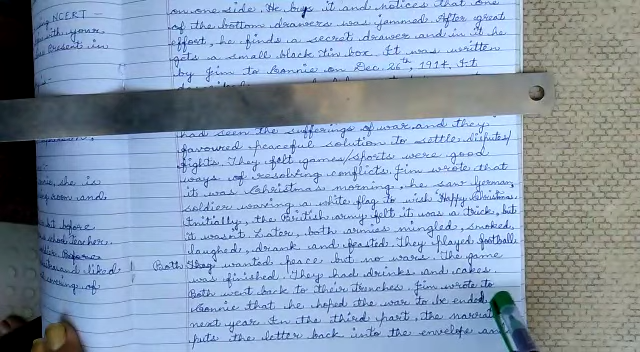 on one side. He buys it and notices that one
ing NCERT -
of the bottom drawers was jammed. After great
with your
effort, he finds a secret drawer and in it he
Present in
gets a small black tin box. It was written
by Jim to Connie on Dec. 26th, 1914. It
had seen the sufferings of war and they
favoured peaceful solution to settle disputes/
fights. They felt games/sports were good
ways of resolving conflicts. Jim wrote that
she is
it was Christmas morning, he saw German
room and
soldier waving a white flag to wish Happy Christmas.
Initially, the British army felt it was a trick, but
before
it wasn't. Later, both armies mingled, smoked,
school teacher.
laughed, drank and feasted. They played football.
liked
Both They wanted peace but no wars. The game
of
was finished. They had drinks and cakes.
Both went back to their trenches. Jim wrote to
Connie that he hoped the war to be ended
next year. In the third part, the narrat
puts the letter back into the envelope and